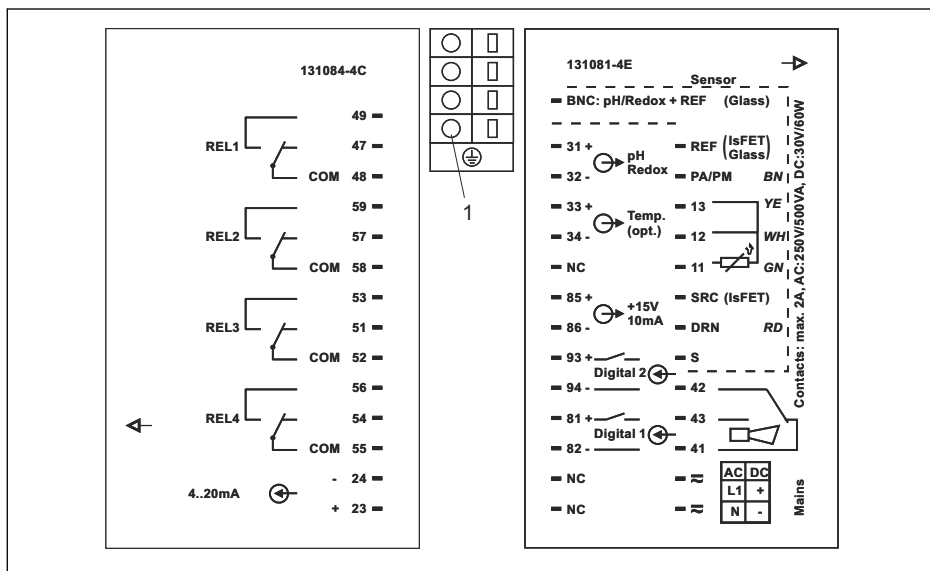 131084-4C
49
REL1
47
COM 48
59
REL2
57
COM 58
53
REL3
51
COM 52
56
REL4
54
COM 55
4..20mA
- 24
+ 23
1
131081-4E
Sensor
BNC: pH/Redox + REF (Glass)
31 +
pH
Redox
REF (IsFET
Glass)
32 -
PA/PM BN
33 +
Temp.
(opt.)
13 YE
34 -
12 WH
NC
11 GN
85 +
+15V
10mA
SRC (IsFET)
86 -
DRN RD
93 +
S
Digital 2
94 -
42
81 +
43
Digital 1
82 -
41
NC
≂
AC DC
L1 +
NC
≂
N -
Mains
Contacts: max. 2A, AC:250V/500VA, DC:30V/60W